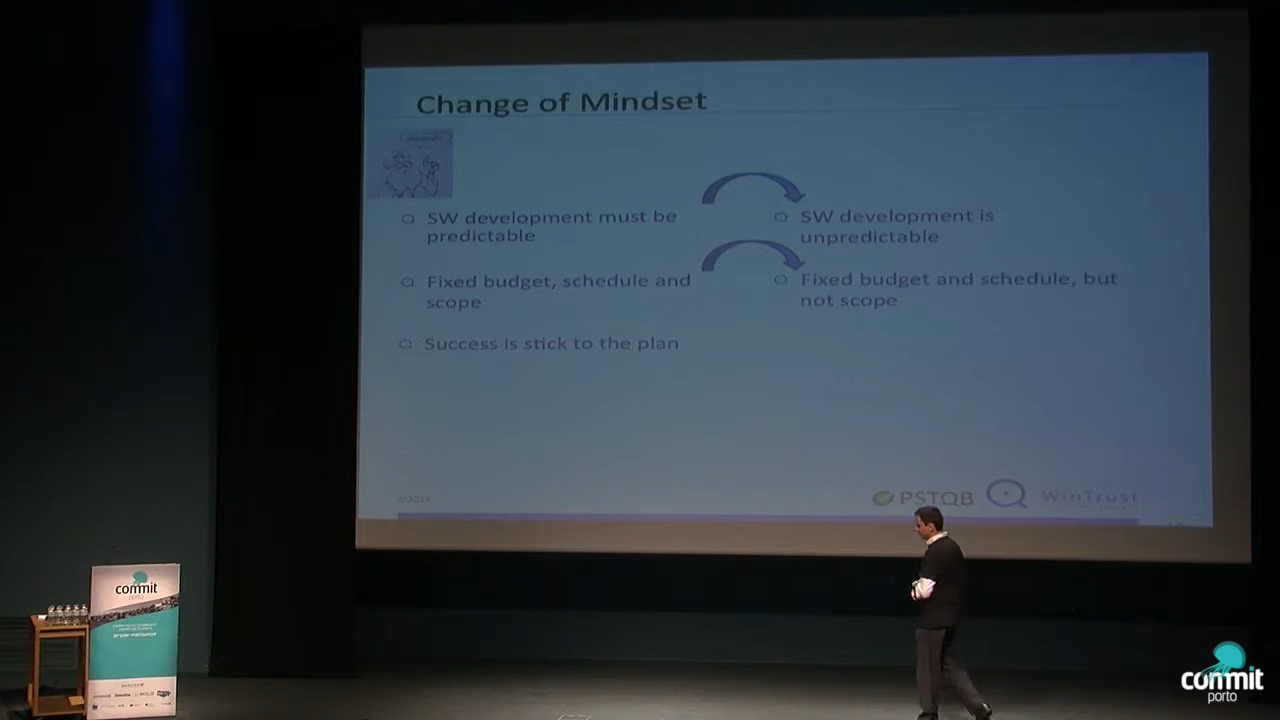 Change of Mindset
SW development must be
predictable
SW development is
unpredictable
Fixed budget, schedule and
scope
Fixed budget and schedule, but
not scope
Success is stick to the plan
PSTQB
WinTrust
commit
porto
commit
porto